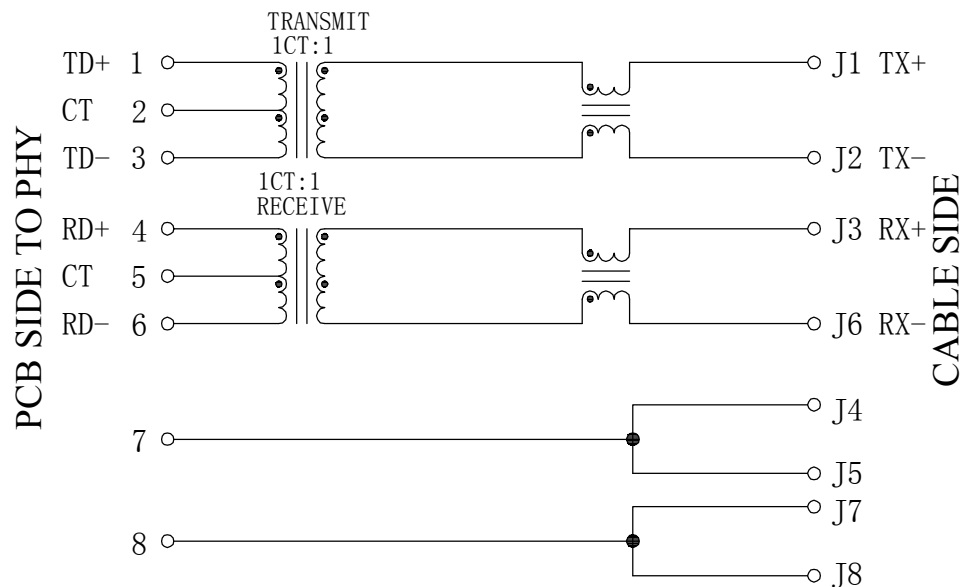 TRANSMIT
1CT:1
TD+ 1
J1 TX+
CT 2
TD- 3
J2 TX-
1CT:1
RECEIVE
RD+ 4
J3 RX+
CT 5
RD- 6
J6 RX-
PCB SIDE TO PHY
CABLE SIDE
J4
7
J5
J7
8
J8